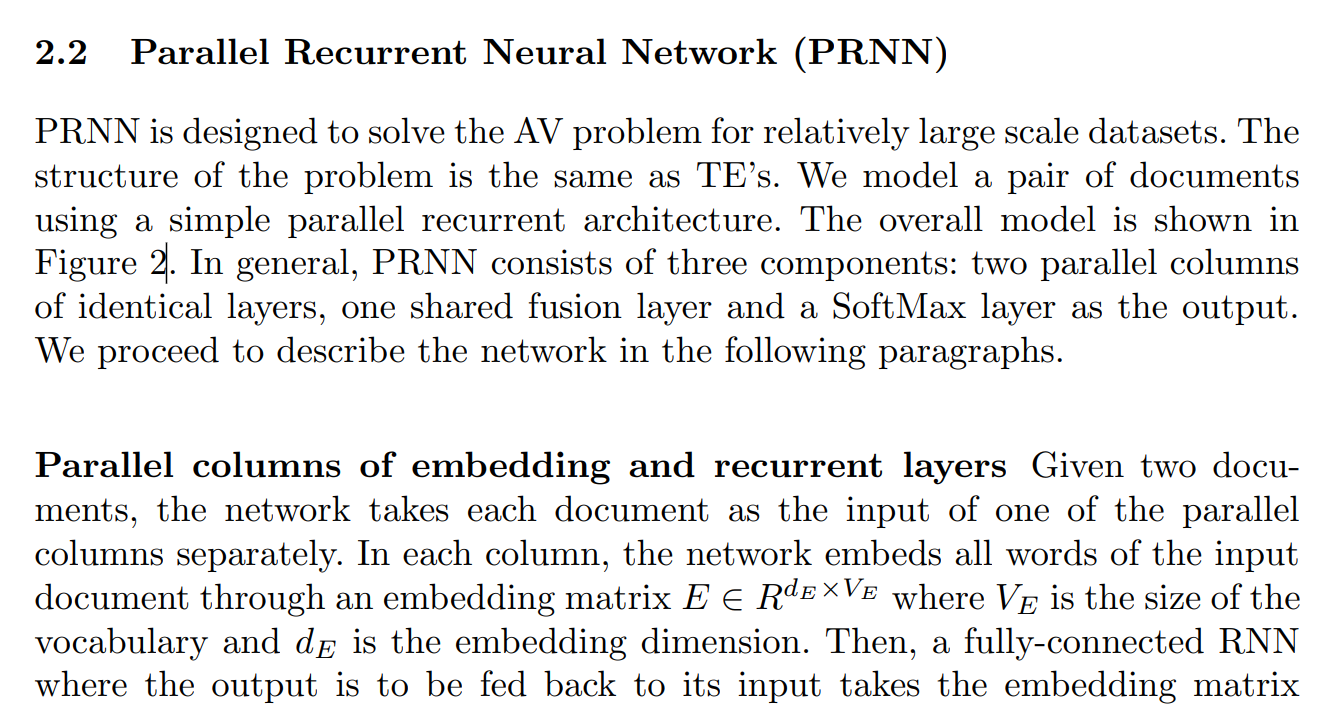 2.2 Parallel Recurrent Neural Network (PRNN)
PRNN is designed to solve the AV problem for relatively large scale datasets. The
structure of the problem is the same as TE’s. We model a pair of documents
using a simple parallel recurrent architecture. The overall model is shown in
Figure 2. In general, PRNN consists of three components: two parallel columns
of identical layers, one shared fusion layer and a SoftMax layer as the output.
We proceed to describe the network in the following paragraphs.
Parallel columns of embedding and recurrent layers Given two docu-
ments, the network takes each document as the input of one of the parallel
columns separately. In each column, the network embeds all words of the input
document through an embedding matrix $E \in R^{d_E \times V_E}$ where $V_E$ is the size of the
vocabulary and $d_E$ is the embedding dimension. Then, a fully-connected RNN
where the output is to be fed back to its input takes the embedding matrix